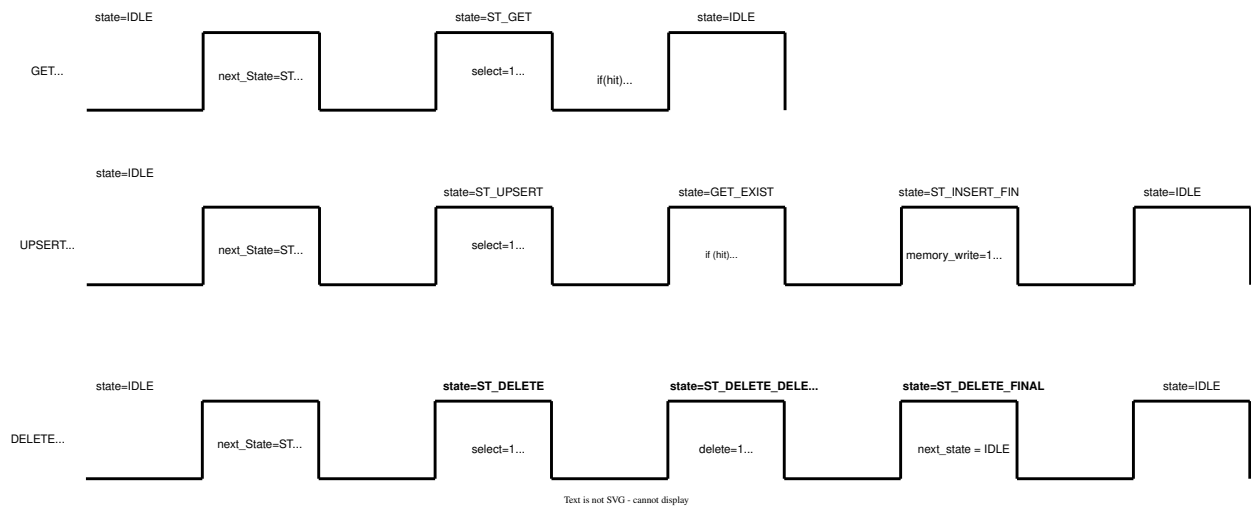 state=IDLE state=ST_GET state=IDLE
GET... next_State=ST... select=1... if(hit)...
state=IDLE
state=ST_UPSERT state=GET_EXIST state=ST_INSERT_FIN state=IDLE
UPSERT... next_State=ST... select=1... if (hit)... memory_write=1...
state=IDLE state=ST_DELETE state=ST_DELETE_DELE... state=ST_DELETE_FINAL state=IDLE
DELETE... next_State=ST... select=1... delete=1... next_state = IDLE
Text is not SVG - cannot display